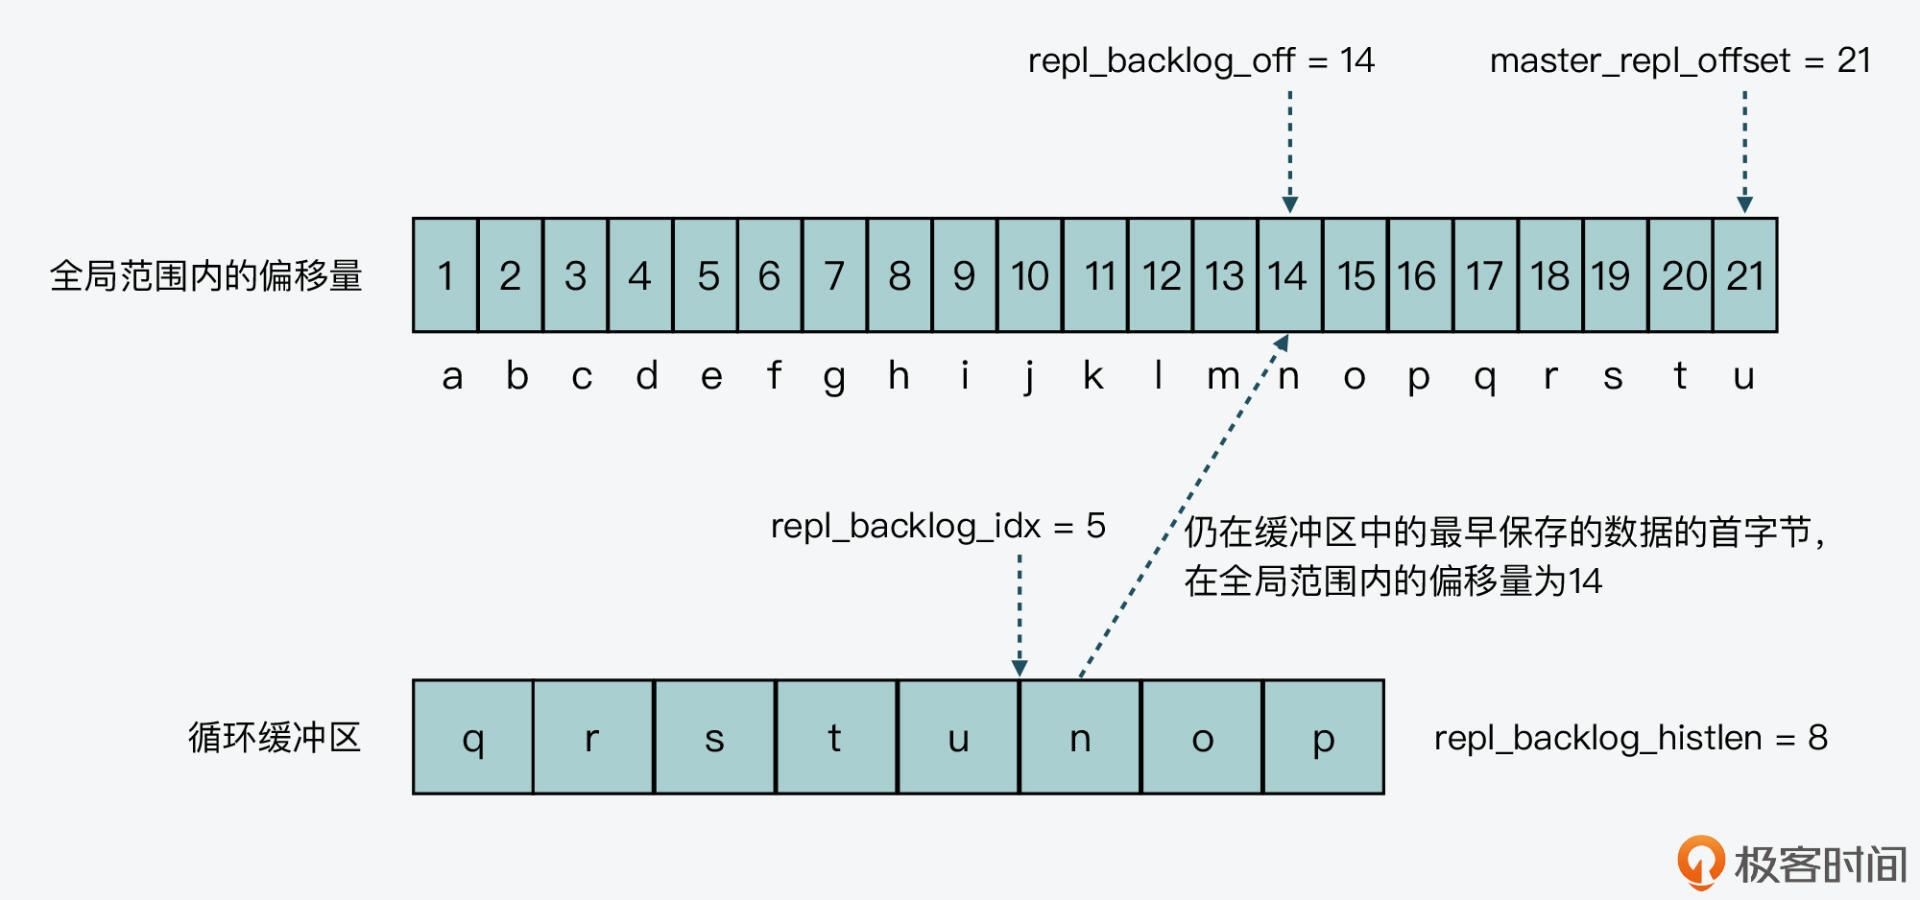 repl_backlog_off = 14 master_repl_offset = 21
全局范围内的偏移量 1 2 3 4 5 6 7 8 9 10 11 12 13 14 15 16 17 18 19 20 21
a b c d e f g h i j k l m n o p q r s t u
repl_backlog_idx = 5
仍在缓冲区中的最早保存的数据的首字节，
在全局范围内的偏移量为14
循环缓冲区 q r s t u n o p repl_backlog_histlen = 8
极客时间